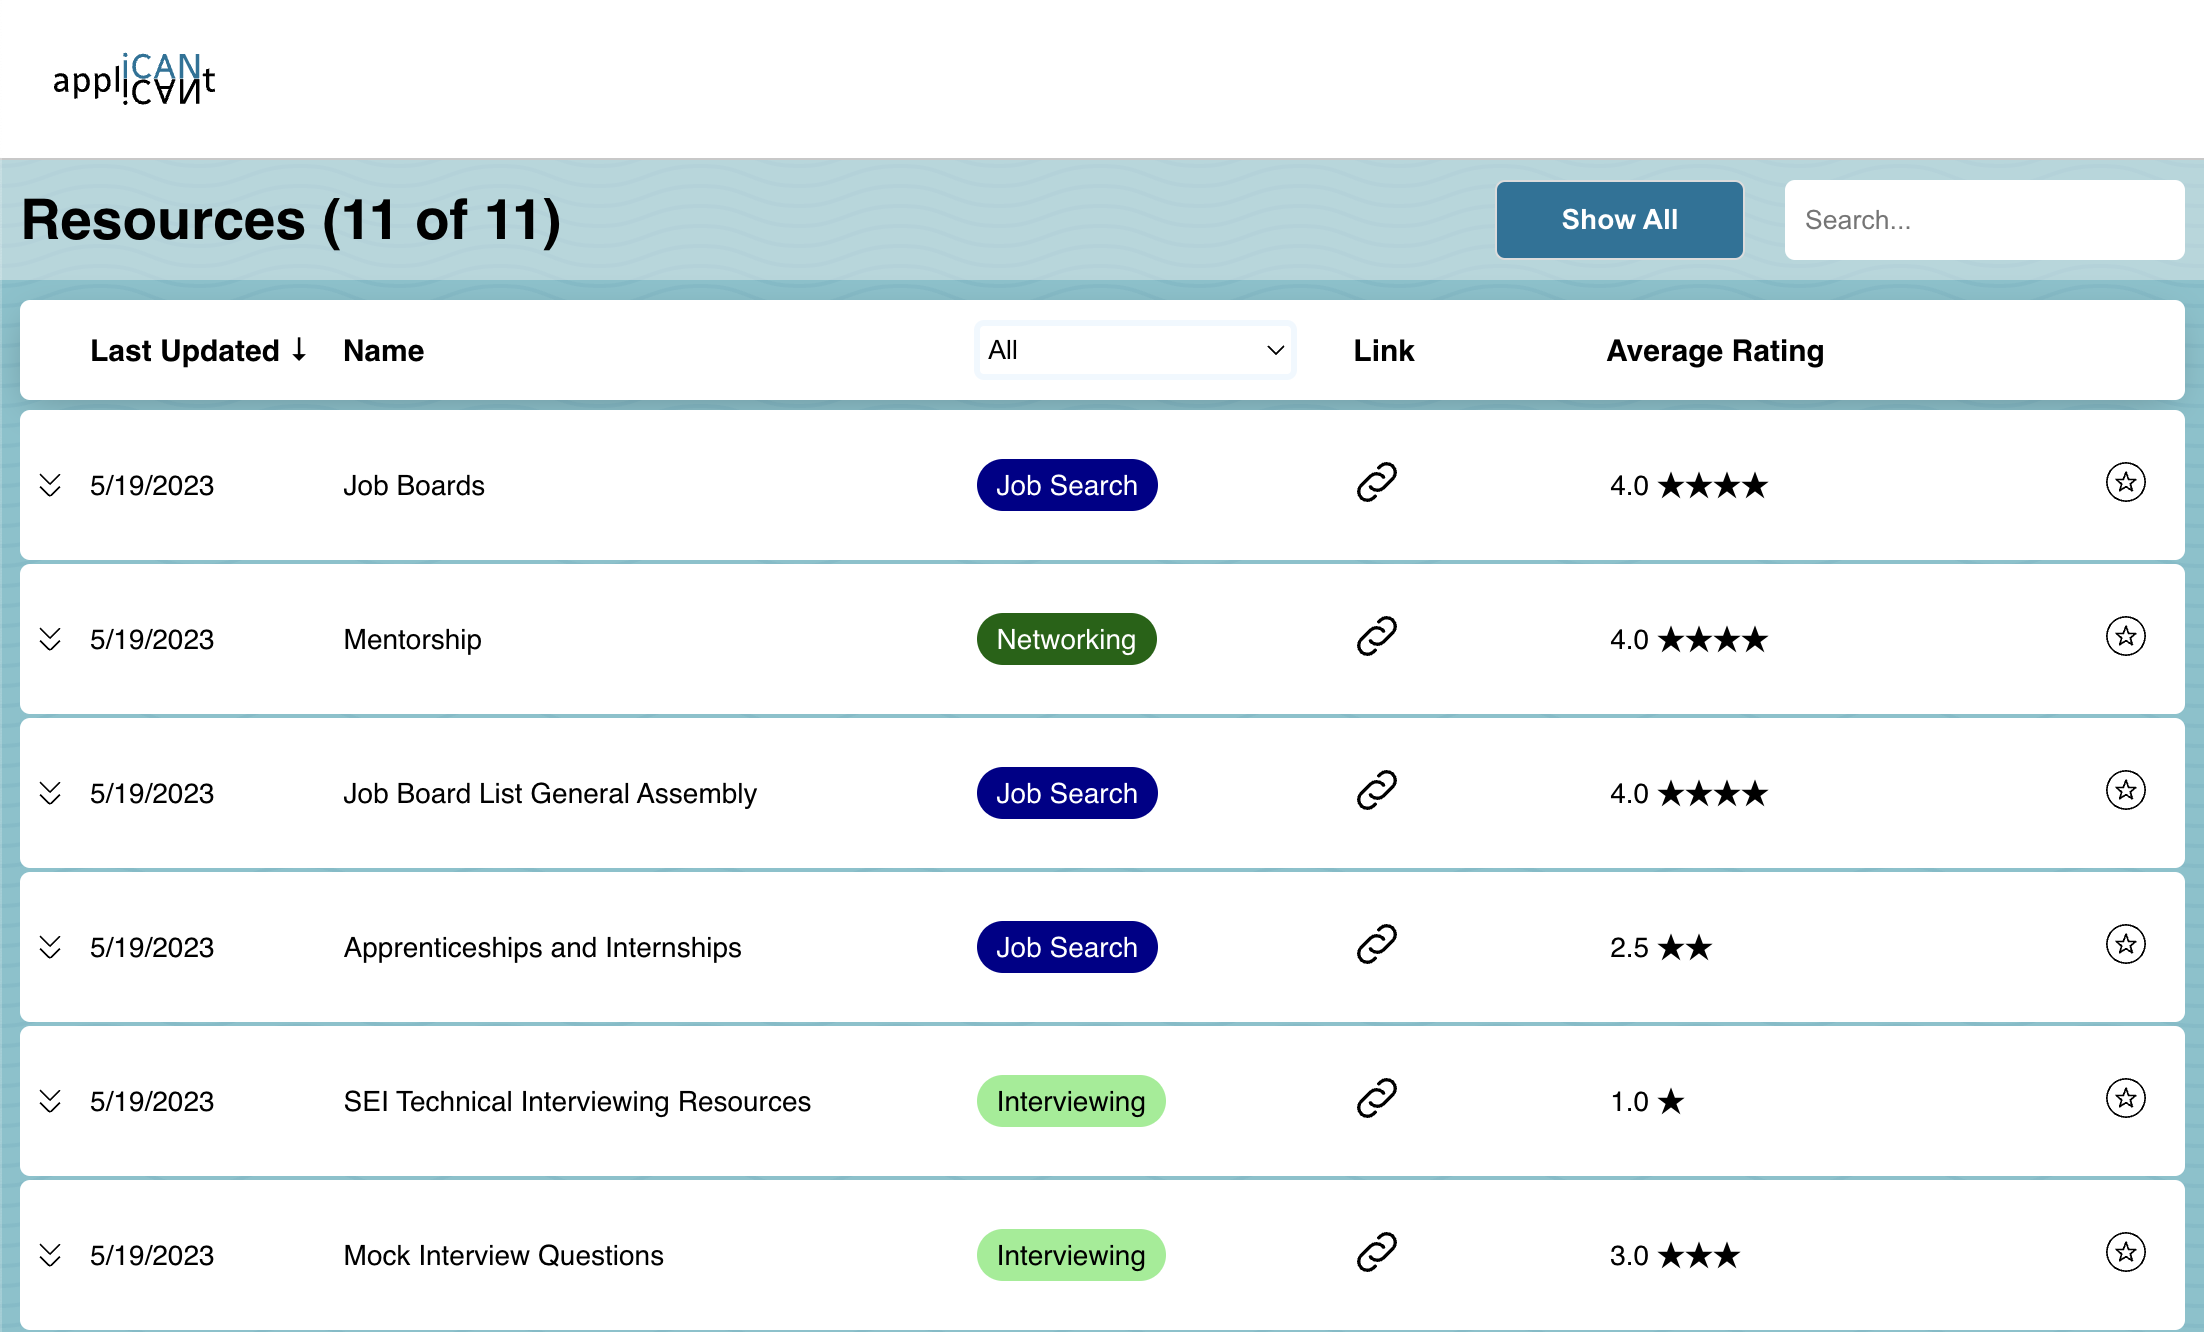 appliCANt
iCAN
Resources (11 of 11)
Show All
Search...
Last Updated ↓ Name All Link Average Rating
5/19/2023 Job Boards Job Search 4.0 ★★★★
5/19/2023 Mentorship Networking 4.0 ★★★★
5/19/2023 Job Board List General Assembly Job Search 4.0 ★★★★
5/19/2023 Apprenticeships and Internships Job Search 2.5 ★★
5/19/2023 SEI Technical Interviewing Resources Interviewing 1.0 ★
5/19/2023 Mock Interview Questions Interviewing 3.0 ★★★